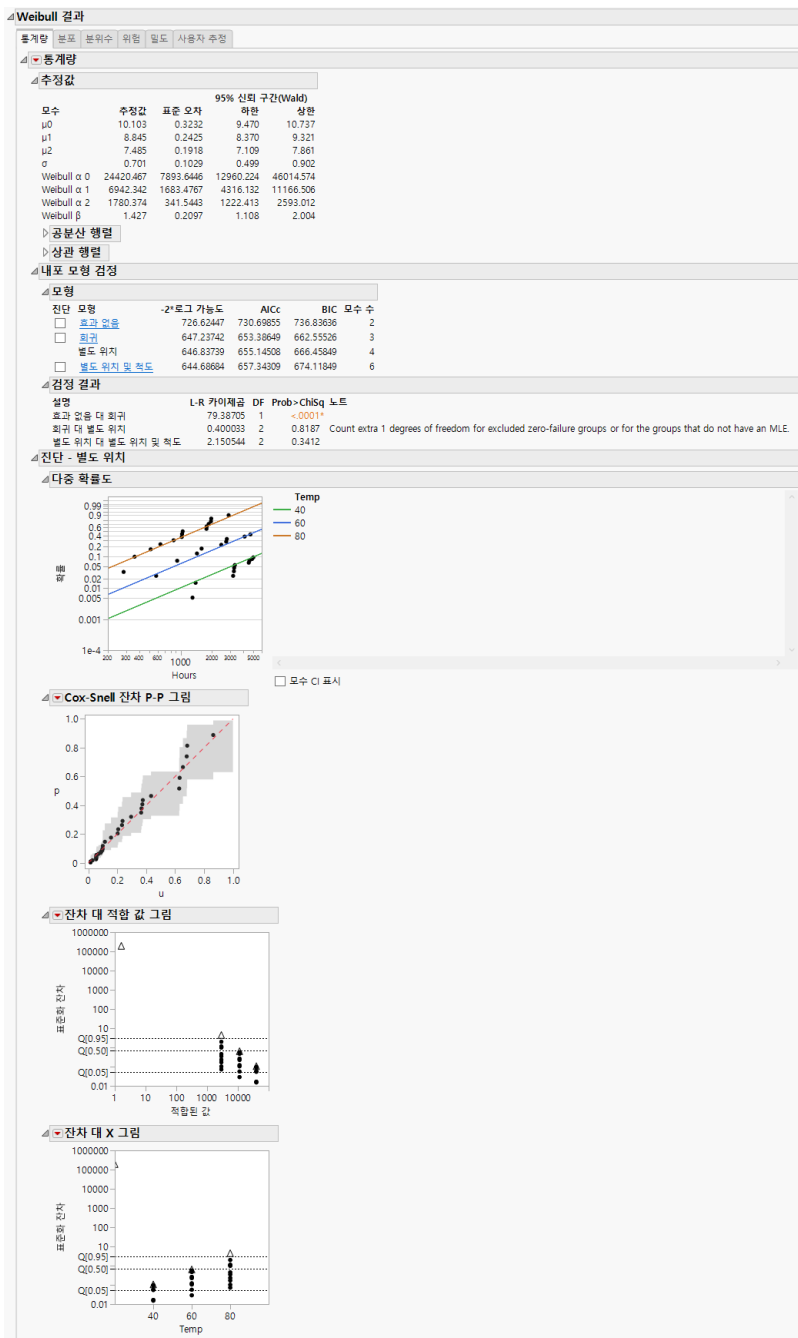 Weibull 결과
통계량 분포 분위수 위험 밀도 사용자 추정
통계량
추정값
95% 신뢰 구간(Wald)
모수 추정값 표준 오차 하한 상한
μ0 10.103 0.3232 9.470 10.737
μ1 8.845 0.2425 8.370 9.321
μ2 7.485 0.1918 7.109 7.861
σ 0.701 0.1029 0.499 0.902
Weibull α 0 24420.467 7893.6446 12960.224 46014.574
Weibull α 1 6942.342 1683.4767 4316.132 11166.506
Weibull α 2 1780.374 341.5443 1222.413 2593.012
Weibull β 1.427 0.2097 1.108 2.004
공분산 행렬
상관 행렬
내포 모형 검정
모형
진단 모형 -2*로그 가능도 AICc BIC 모수 수
효과 없음 726.62447 730.69855 736.83636 2
회귀 647.23742 653.38649 662.55526 3
별도 위치 646.83739 655.14508 666.45849 4
별도 위치 및 척도 644.68684 657.34309 674.11849 6
검정 결과
설명 L-R 카이제곱 DF Prob>ChiSq 노트
효과 없음 대 회귀 79.38705 1 <.0001*
회귀 대 별도 위치 0.400033 2 0.8187 Count extra 1 degrees of freedom for excluded zero-failure groups or for the groups that do not have an MLE.
별도 위치 대 별도 위치 및 척도 2.150544 2 0.3412
진단 - 별도 위치
다중 확률도
0.99
0.9
0.6
0.4
0.2
0.1
0.05
0.02
0.01
0.005
0.001
1e-4
확률
200 300 400 600 1000 2000 3000 5000
Hours
Temp
40
60
80
모수 CI 표시
Cox-Snell 잔차 P-P 그림
1.0
0.8
0.6
0.4
0.2
0
p
0 0.2 0.4 0.6 0.8 1.0
u
잔차 대 적합 값 그림
1000000
100000
10000
1000
100
10
Q[0.95]
Q[0.50]
Q[0.05]
0.01
표준화 잔차
1 10 100 1000 10000
적합된 값
잔차 대 X 그림
1000000
100000
10000
1000
100
10
Q[0.95]
Q[0.50]
Q[0.05]
0.01
표준화 잔차
40 60 80
Temp